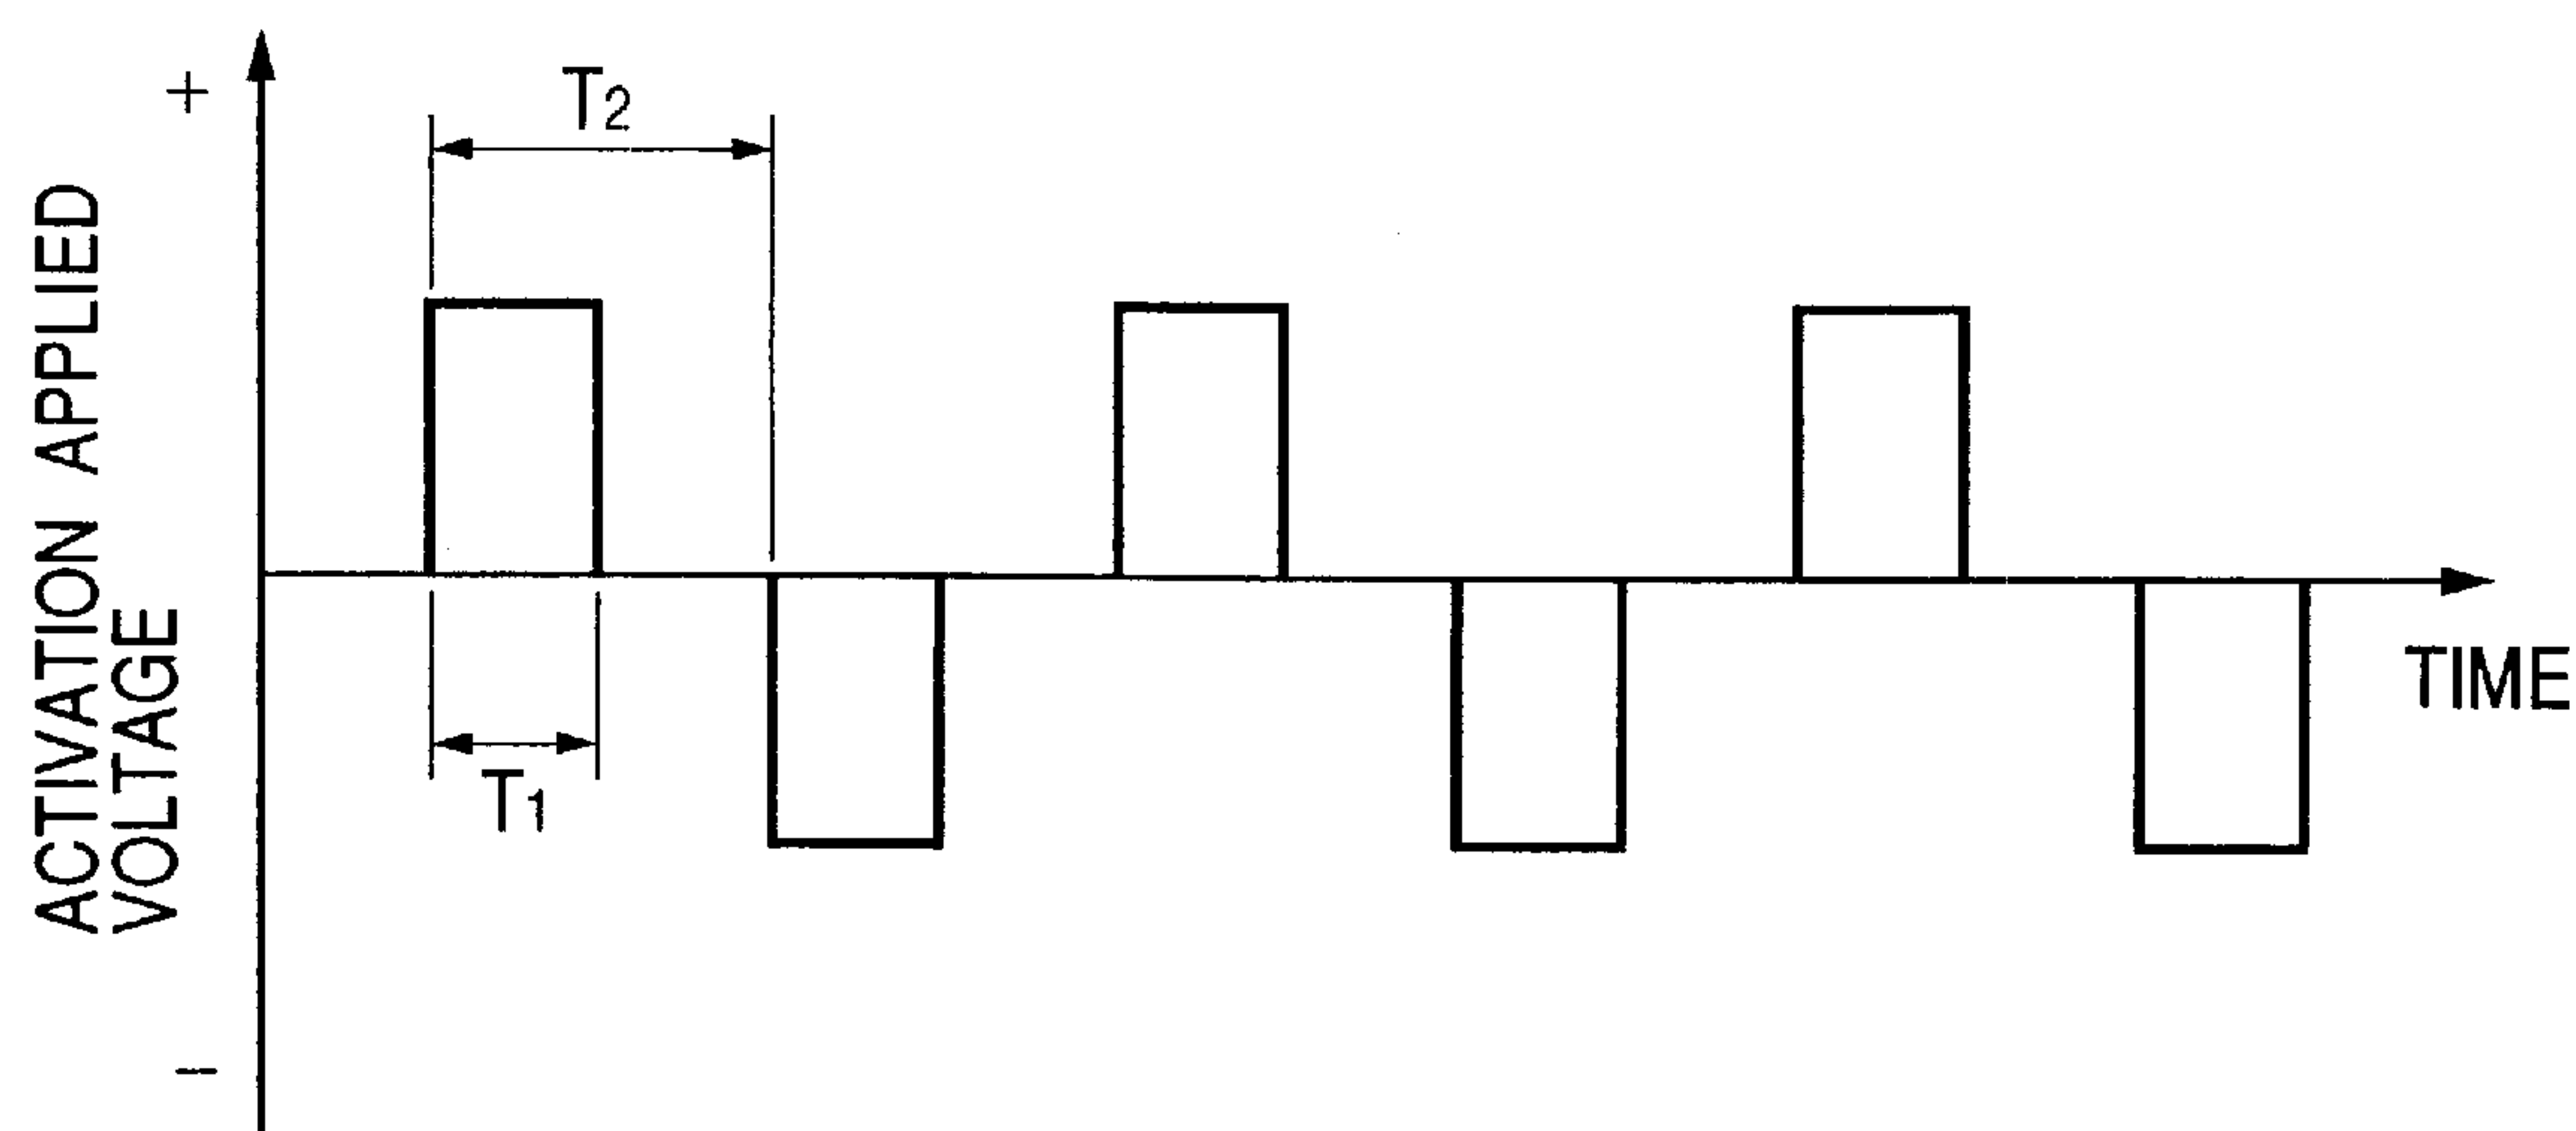 +
T2
ACTIVATION APPLIED
VOLTAGE
TIME
T1
−